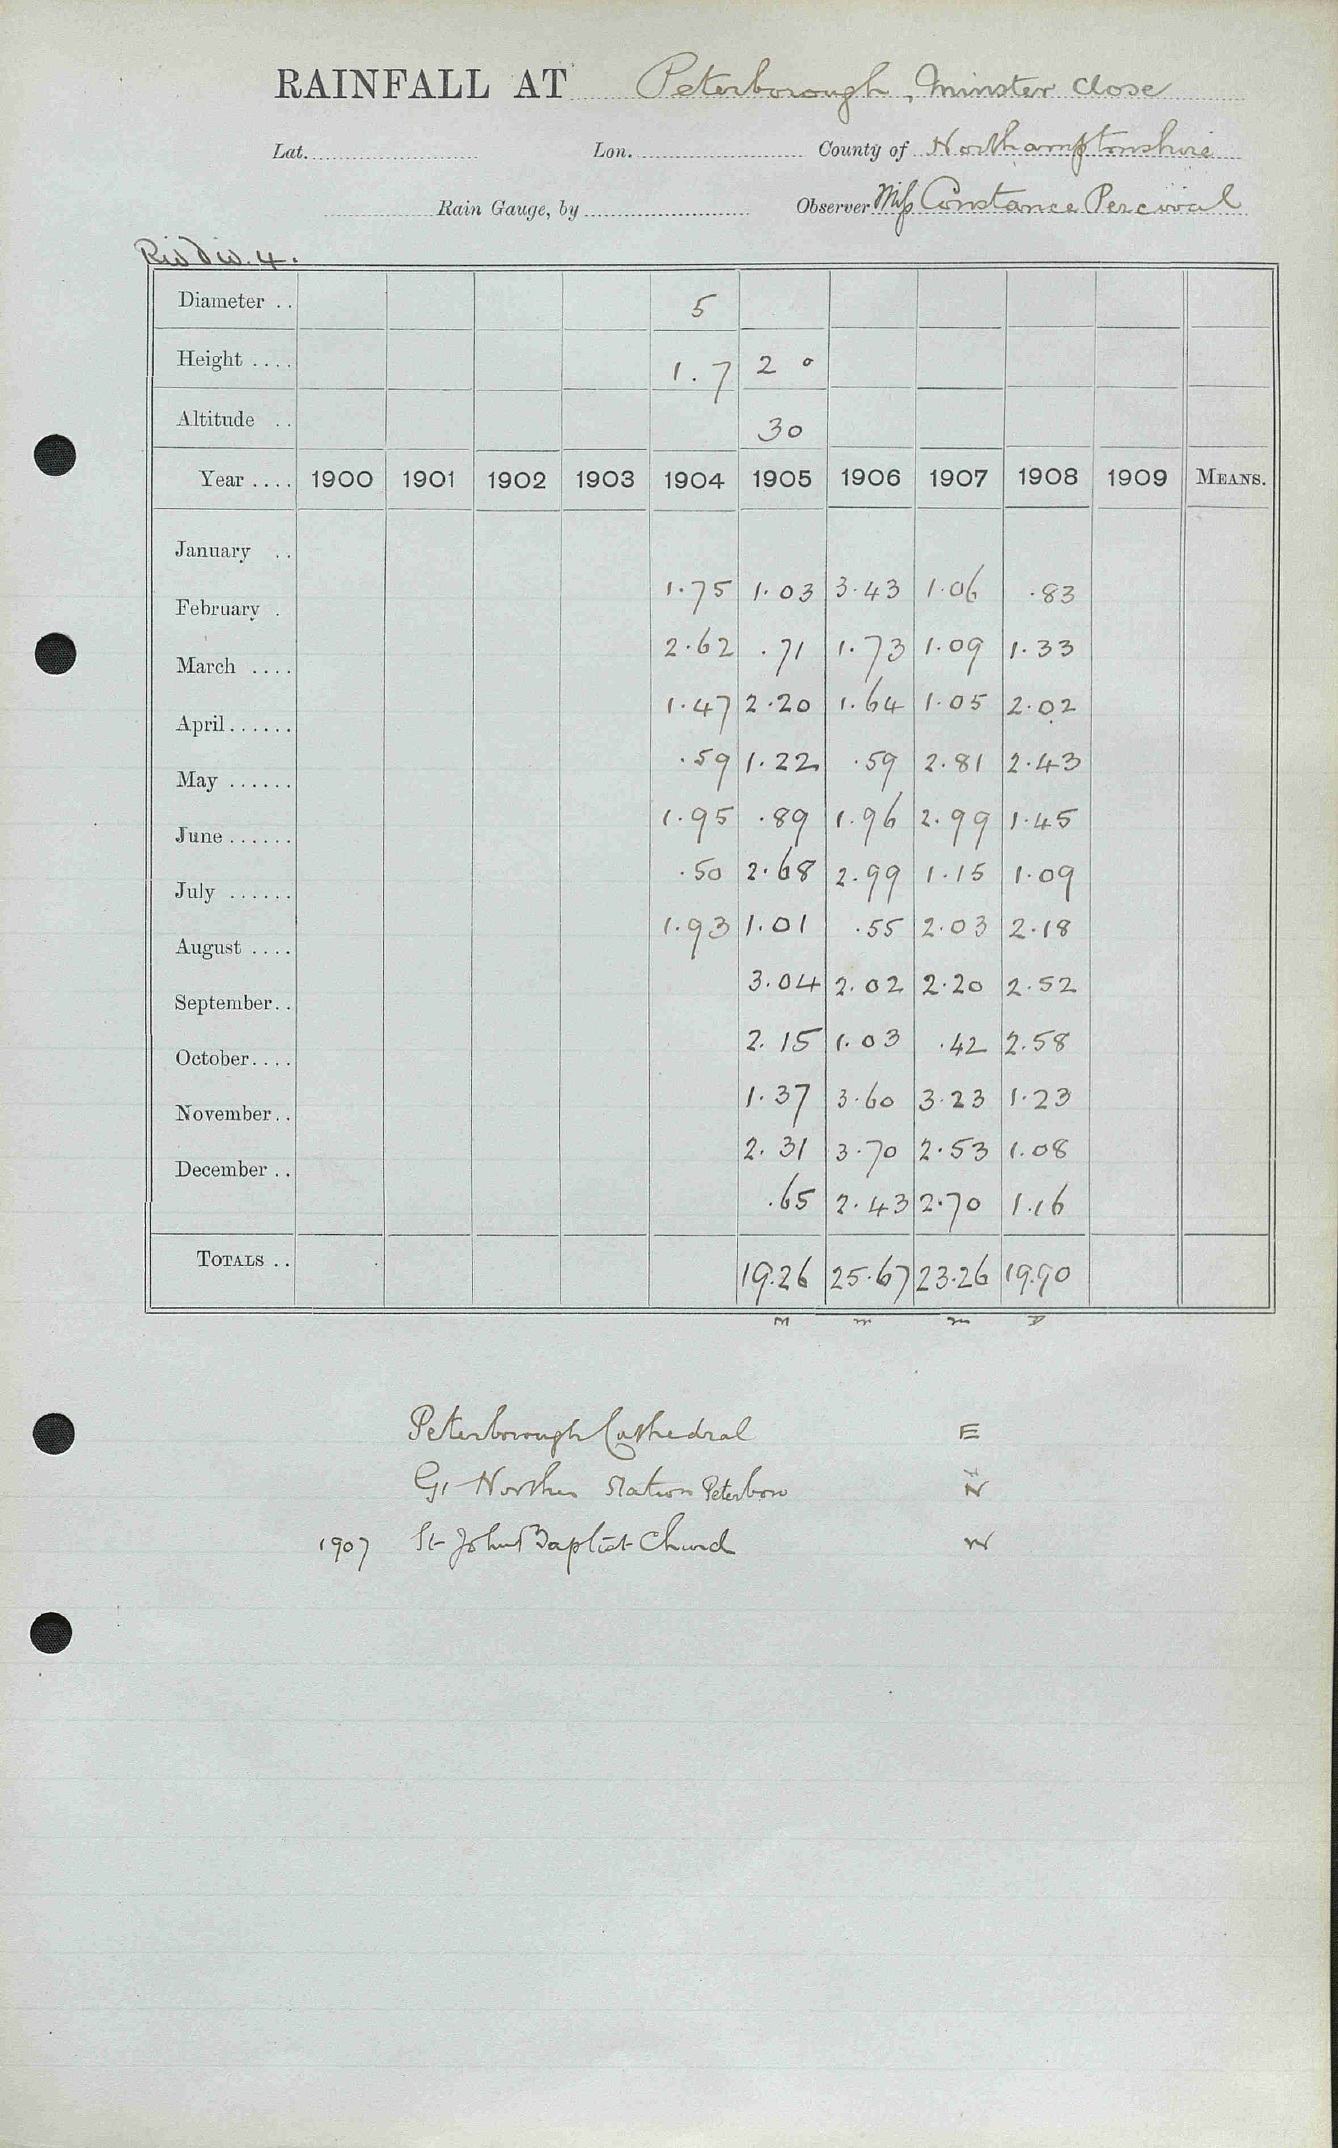 RAINFALL AT Peterborough, Minster Close
Lat. Lon. County of Northamptonshire
Rain Gauge, by Observer Miss Constance Percival
Riv Div. 4.
Diameter .. 5
Height .... 1.7 2 0
Altitude .. 30
Year .... 1900 1901 1902 1903 1904 1905 1906 1907 1908 1909 MEANS.
January .. 1.75 1.03 3.43 1.06 .83
February . 2.62 .71 1.73 1.09 1.33
March .... 1.47 2.20 1.64 1.05 2.02
April...... .59 1.22 .59 2.81 2.43
May ...... 1.95 .89 1.96 2.99 1.45
June...... .50 2.68 2.99 1.15 1.09
July ...... 1.93 1.01 .55 2.03 2.18
August .... 3.04 2.02 2.20 2.52
September.. 2.15 1.03 .42 2.58
October.... 1.37 3.60 3.23 1.23
November.. 2.31 3.70 2.53 1.08
December .. .65 2.43 2.70 1.16
TOTALS .. 19.26 25.67 23.26 19.90
Peterborough Cathedral E
Gt Northn Station Peterboro N
1907 St John Baptist Church W